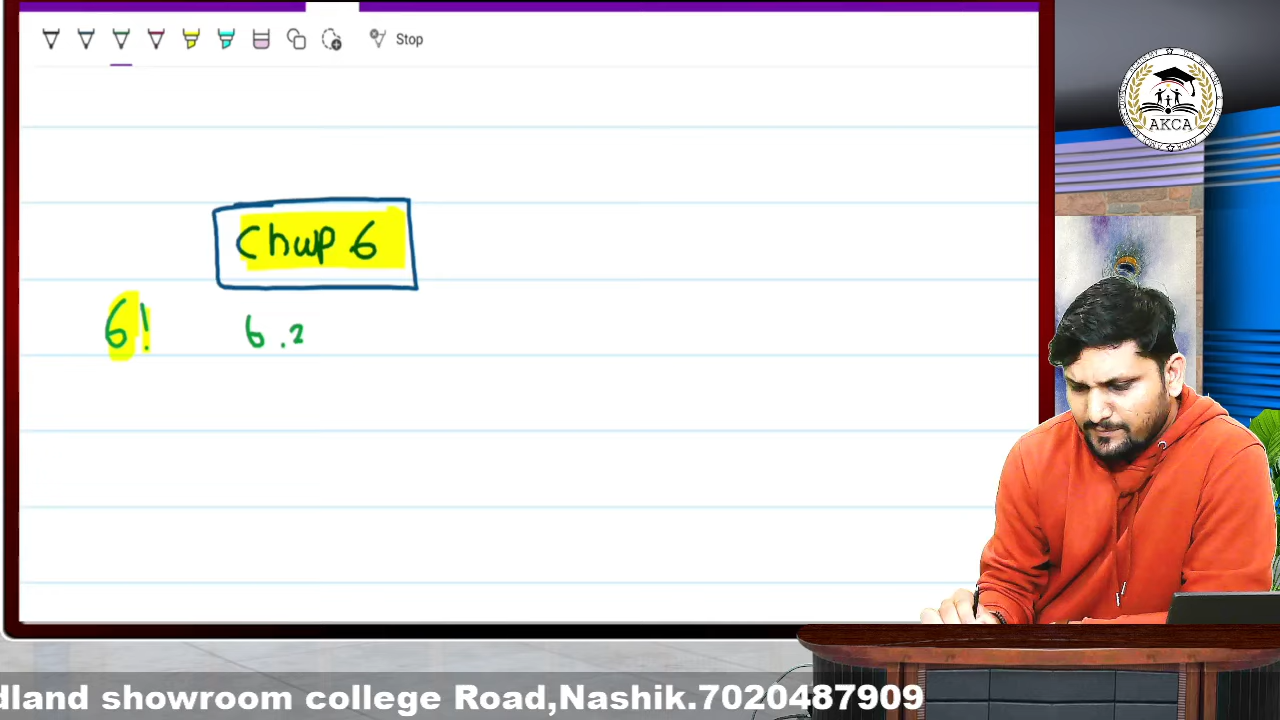 Stop
AKCA
Chap 6
6! 6.2
dland showroom college Road,Nashik.7020487909